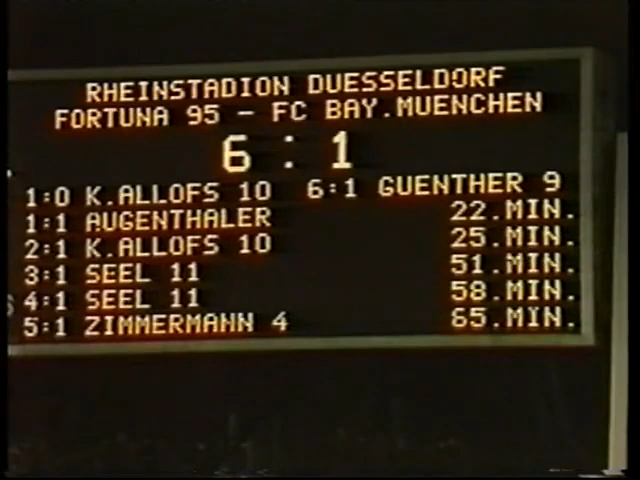 RHEINSTADION DUESSELDORF
FORTUNA 95 - FC BAY.MUENCHEN
6 : 1
1:0 K.ALLOFS 10 6:1 GUENTHER 9
1:1 AUGENTHALER 22.MIN.
2:1 K.ALLOFS 10 25.MIN.
3:1 SEEL 11 51.MIN.
4:1 SEEL 11 58.MIN.
5:1 ZIMMERMANN 4 65.MIN.